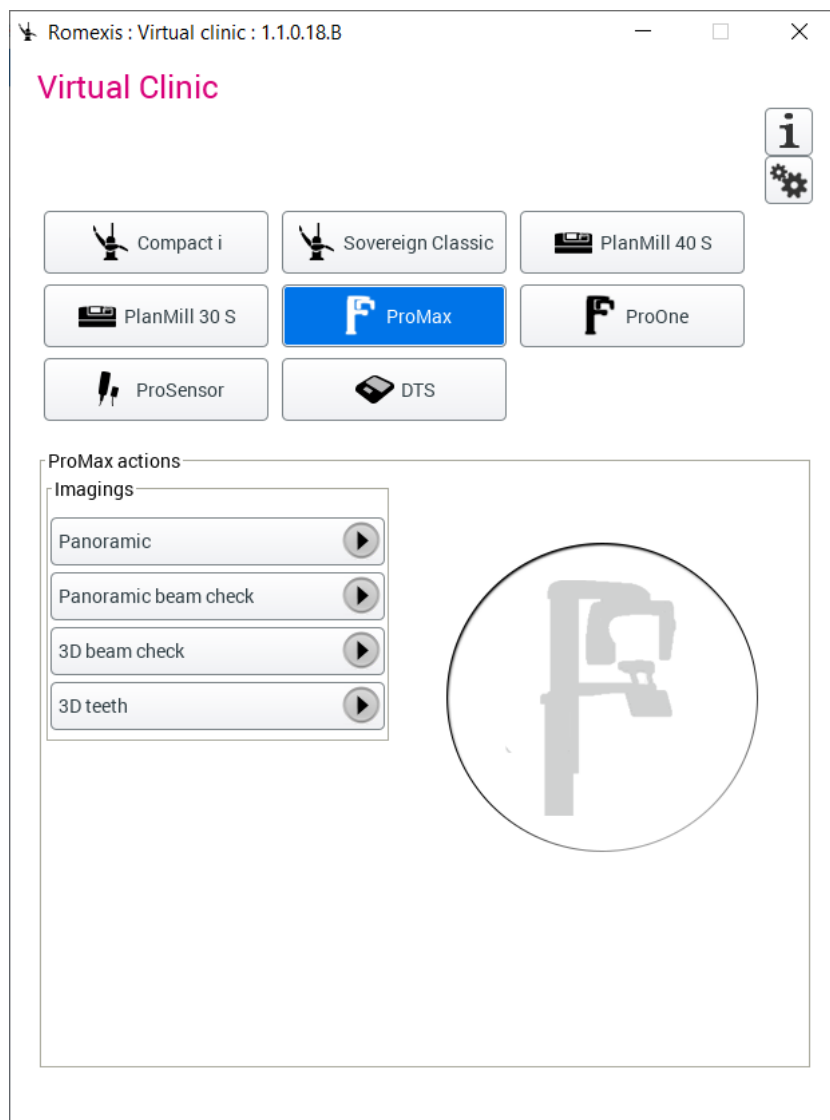 Romexis : Virtual clinic : 1.1.0.18.B
Virtual Clinic
Compact i
Sovereign Classic
PlanMill 40 S
PlanMill 30 S
ProMax
ProOne
ProSensor
DTS
ProMax actions
Imagings
Panoramic
Panoramic beam check
3D beam check
3D teeth